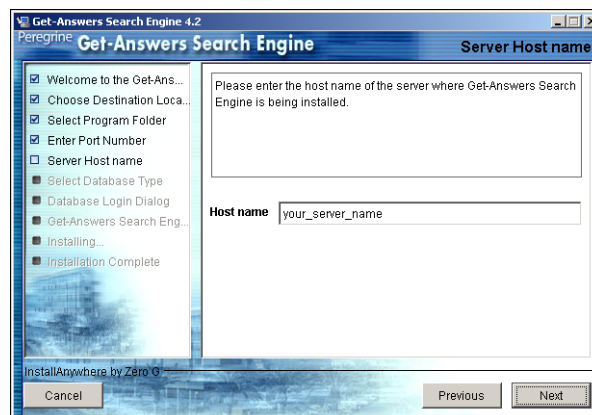 Get-Answers Search Engine 4.2
Peregrine Get-Answers Search Engine
Server Host name
Welcome to the Get-Ans...
Choose Destination Loca...
Select Program Folder
Enter Port Number
Server Host name
Select Database Type
Database Login Dialog
Get-Answers Search Eng...
Installing...
Installation Complete
Please enter the host name of the server where Get-Answers Search
Engine is being installed.
Host name your_server_name
InstallAnywhere by Zero G
Cancel
Previous
Next